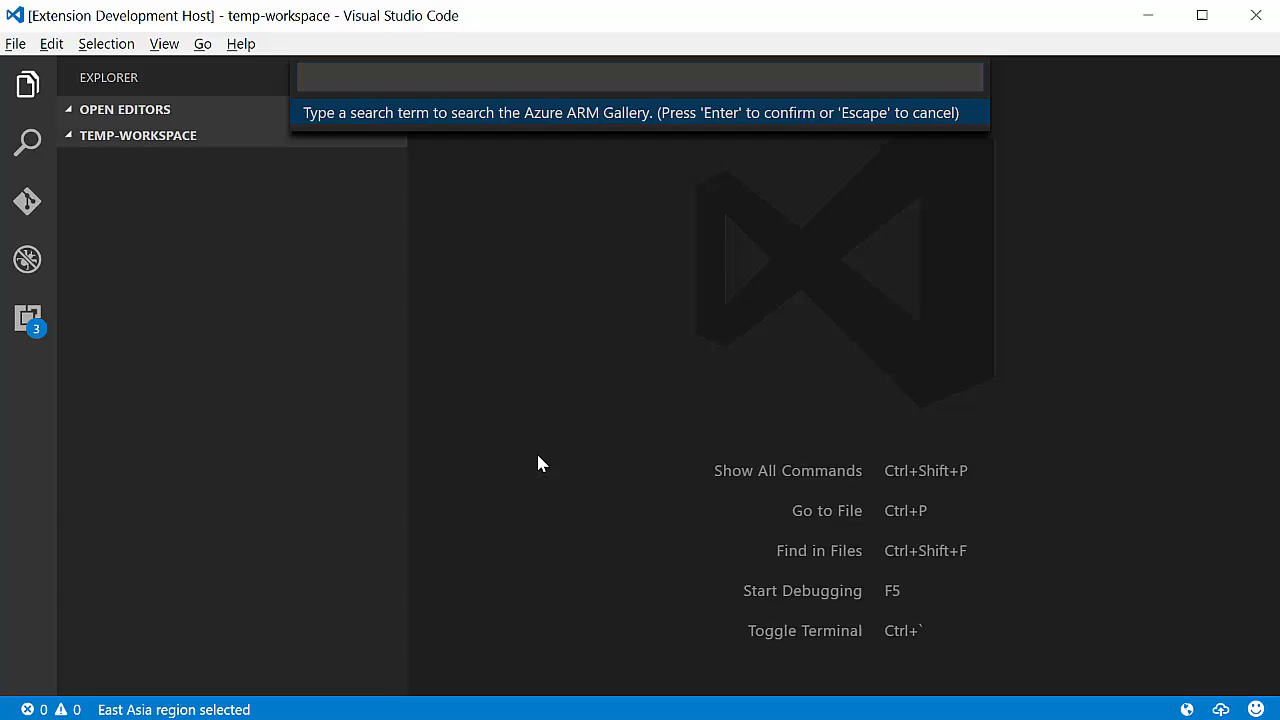 [Extension Development Host] - temp-workspace - Visual Studio Code
File Edit Selection View Go Help
EXPLORER
OPEN EDITORS
TEMP-WORKSPACE
Type a search term to search the Azure ARM Gallery. (Press 'Enter' to confirm or 'Escape' to cancel)
3
Show All Commands Ctrl+Shift+P
Go to File Ctrl+P
Find in Files Ctrl+Shift+F
Start Debugging F5
Toggle Terminal Ctrl+`
0 0 East Asia region selected